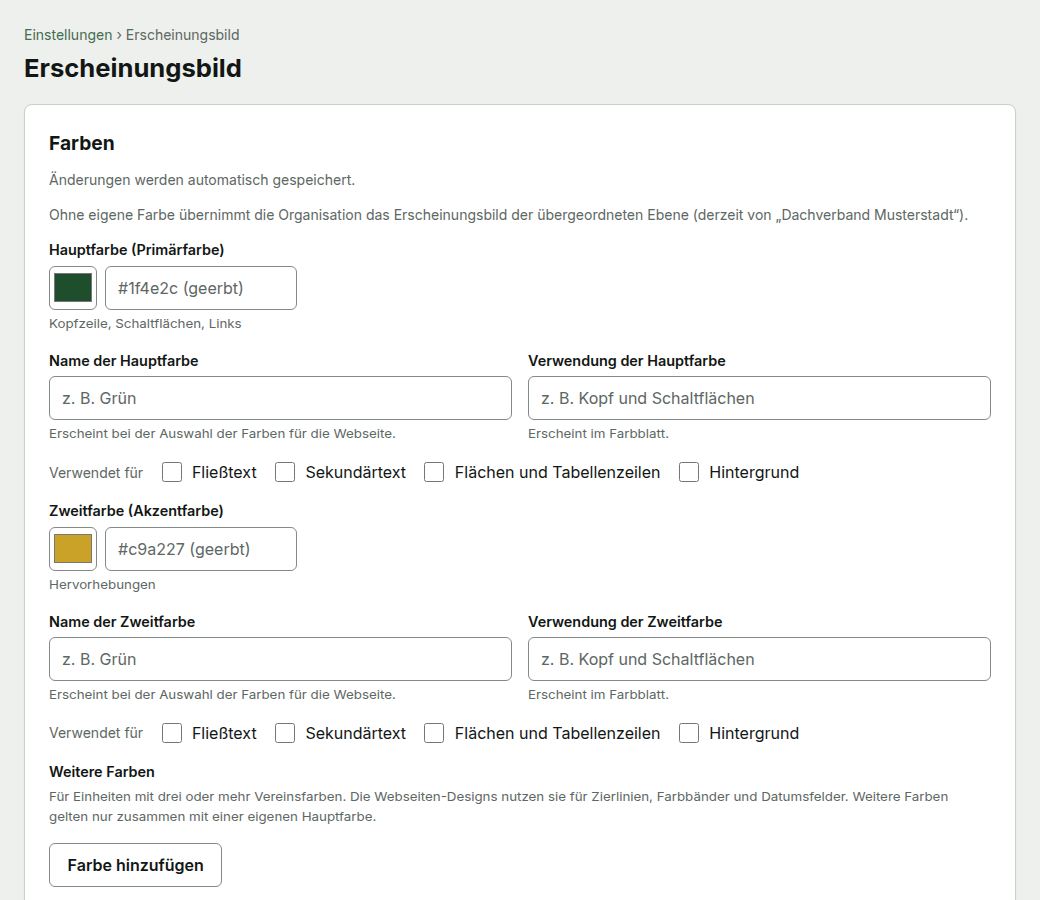 Einstellungen › Erscheinungsbild
Erscheinungsbild
Farben
Änderungen werden automatisch gespeichert.
Ohne eigene Farbe übernimmt die Organisation das Erscheinungsbild der übergeordneten Ebene (derzeit von „Dachverband Musterstadt“).
Hauptfarbe (Primärfarbe)
#1f4e2c (geerbt)
Kopfzeile, Schaltflächen, Links
Name der Hauptfarbe
Verwendung der Hauptfarbe
z. B. Grün
z. B. Kopf und Schaltflächen
Erscheint bei der Auswahl der Farben für die Webseite.
Erscheint im Farbblatt.
Verwendet für Fließtext Sekundärtext Flächen und Tabellenzeilen Hintergrund
Zweitfarbe (Akzentfarbe)
#c9a227 (geerbt)
Hervorhebungen
Name der Zweitfarbe
Verwendung der Zweitfarbe
z. B. Grün
z. B. Kopf und Schaltflächen
Erscheint bei der Auswahl der Farben für die Webseite.
Erscheint im Farbblatt.
Verwendet für Fließtext Sekundärtext Flächen und Tabellenzeilen Hintergrund
Weitere Farben
Für Einheiten mit drei oder mehr Vereinsfarben. Die Webseiten-Designs nutzen sie für Zierlinien, Farbbänder und Datumsfelder. Weitere Farben
gelten nur zusammen mit einer eigenen Hauptfarbe.
Farbe hinzufügen